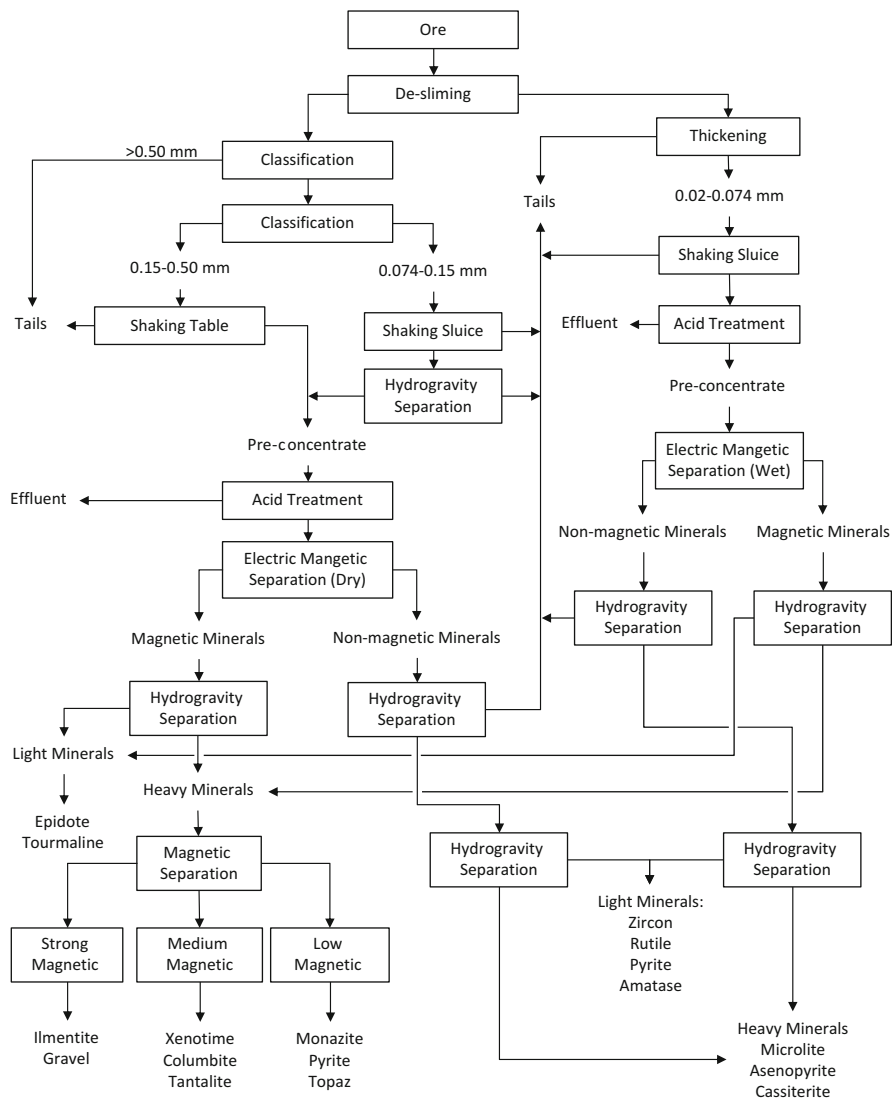 Ore
De-sliming
Classification
Thickening
>0.50 mm
Classification
Tails
0.02-0.074 mm
0.15-0.50 mm
0.074-0.15 mm
Shaking Sluice
Tails
Shaking Table
Shaking Sluice
Effluent
Acid Treatment
Hydrogravity
Separation
Pre-concentrate
Pre-concentrate
Electric Mangetic
Separation (Wet)
Effluent
Acid Treatment
Non-magnetic Minerals
Magnetic Minerals
Electric Mangetic
Separation (Dry)
Hydrogravity
Separation
Hydrogravity
Separation
Magnetic Minerals
Non-magnetic Minerals
Hydrogravity
Separation
Hydrogravity
Separation
Light Minerals
Heavy Minerals
Epidote
Tourmaline
Magnetic
Separation
Hydrogravity
Separation
Hydrogravity
Separation
Light Minerals:
Zircon
Rutile
Pyrite
Amatase
Strong
Magnetic
Medium
Magnetic
Low
Magnetic
Ilmentite
Gravel
Xenotime
Columbite
Tantalite
Monazite
Pyrite
Topaz
Heavy Minerals
Microlite
Asenopyrite
Cassiterite